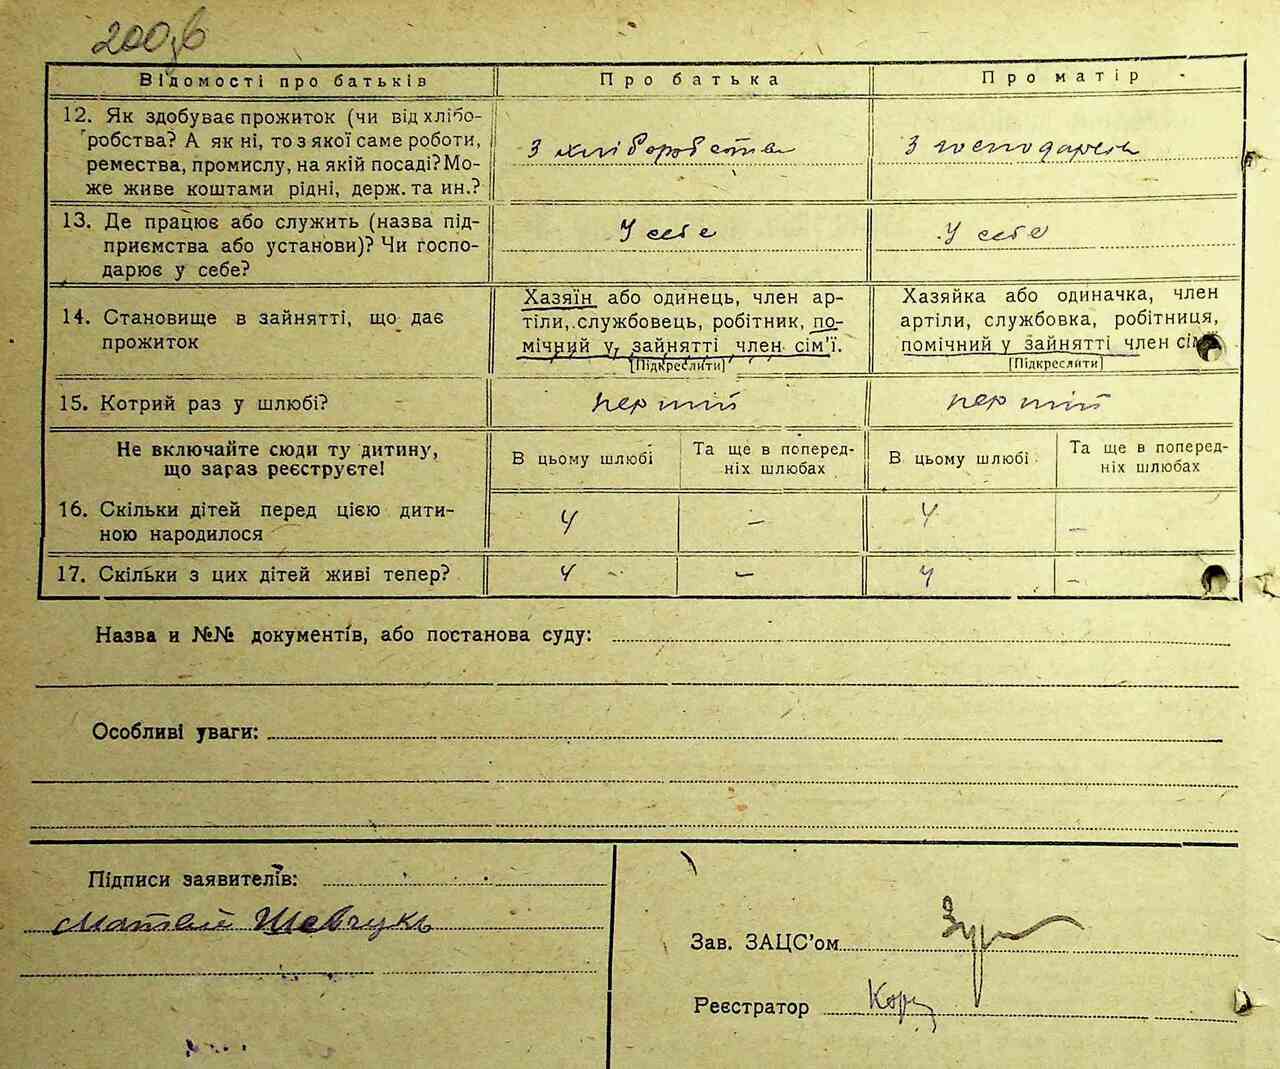 200
Відомості про батьків
Про батька
Про матір
12. Як здобуває прожиток (чи від хлібо-
робства? А як ні, то з якої саме роботи,
ремества, промислу, на якій посаді? Мо-
же живе коштами рідні, держ. та ин.?
З хліборобства
З господарства
13. Де працює або служить (назва під-
приємства або установи)? Чи госпо-
дарює у себе?
У себе
У себе
14. Становище в зайнятті, що дає
прожиток
Хазяїн або одинець, член ар-
тіли, службовець, робітник, по-
мічний у зайнятті член сім'ї.
[Підкреслити]
Хазяйка або одиначка, член
артіли, службовка, робітниця,
помічний у зайнятті член сім
[Підкреслити]
15. Котрий раз у шлюбі?
перший
перший
Не включайте сюди ту дитину,
що зараз реєструєте!
В цьому шлюбі
Та ще в поперед-
ніх шлюбах
В цьому шлюбі
Та ще в поперед-
ніх шлюбах
16. Скільки дітей перед цією дити-
ною народилося
4 – 4 –
17. Скільки з цих дітей живі тепер?
4 – 4 –
Назва и №№ документів, або постанова суду:
Особливі уваги:
Підписи заявителів:
Матвій Шевчукъ
Зав. ЗАЦС'ом
Реєстратор